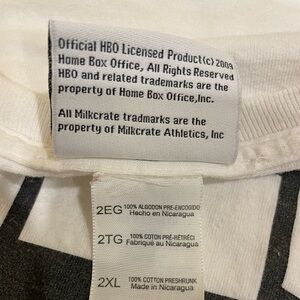 Official HBO Licensed Product(c) 2009
Home Box Office, All Rights Reserved
HBO and related trademarks are the
property of Home Box Office,Inc.
All Milkcrate tradmarks are the
property of Milkcrate Athletics, Inc
2EG 100% ALGODON PRE-ENCOGIDO
Hecho en Nicaragua
2TG 100% COTON PRÉ-RÉTRÉCI
Fabriqué au Nicaragua
2XL 100% COTTON PRESHRUNK
Made in Nicaragua